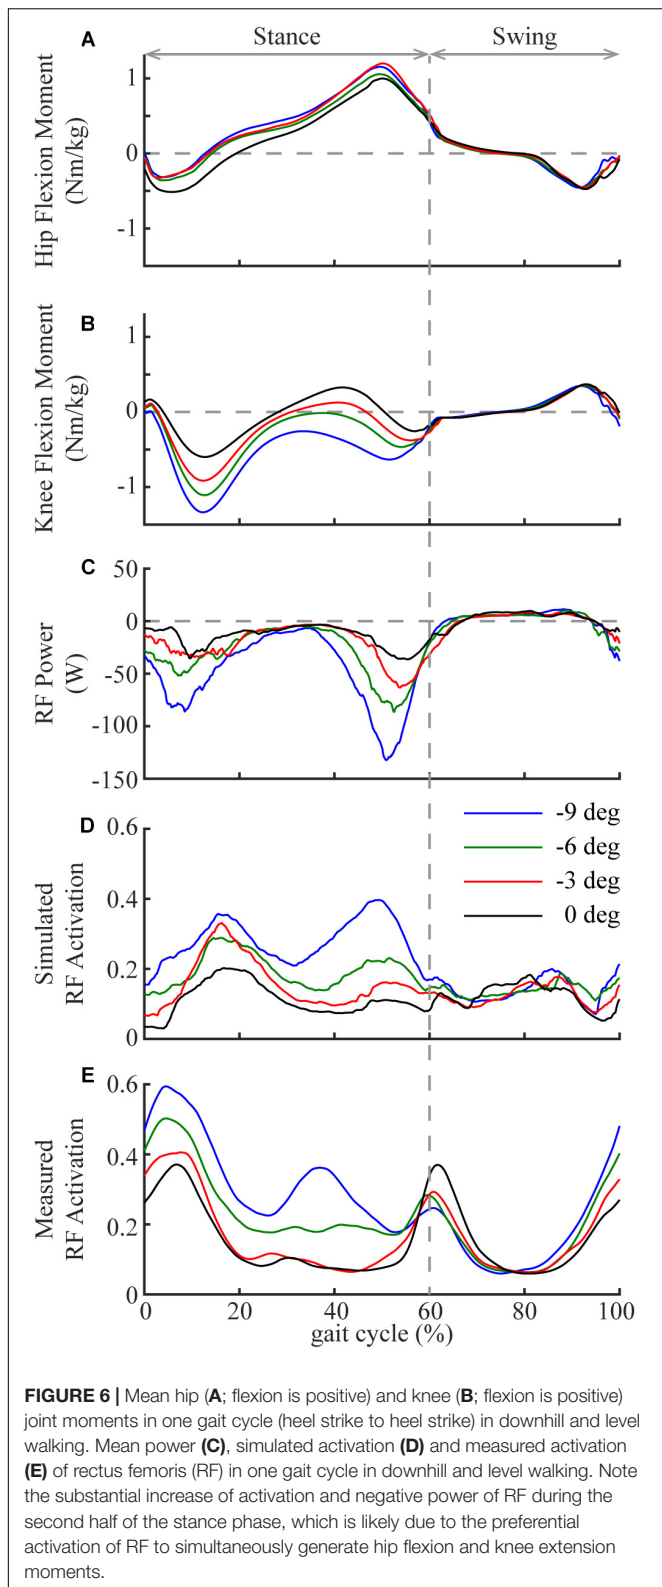 A
Stance
Swing
Hip Flexion Moment
(Nm/kg)
1
0
-1
B
Knee Flexion Moment
(Nm/kg)
1
0
-1
C
RF Power
(W)
50
0
-50
-100
-150
D
Simulated
RF Activation
0.6
0.4
0.2
0
-9 deg
-6 deg
-3 deg
0 deg
E
Measured
RF Activation
0.6
0.4
0.2
0
0 20 40 60 80 100
gait cycle (%)
FIGURE 6 | Mean hip (A; flexion is positive) and knee (B; flexion is positive)
joint moments in one gait cycle (heel strike to heel strike) in downhill and level
walking. Mean power (C), simulated activation (D) and measured activation
(E) of rectus femoris (RF) in one gait cycle in downhill and level walking. Note
the substantial increase of activation and negative power of RF during the
second half of the stance phase, which is likely due to the preferential
activation of RF to simultaneously generate hip flexion and knee extension
moments.